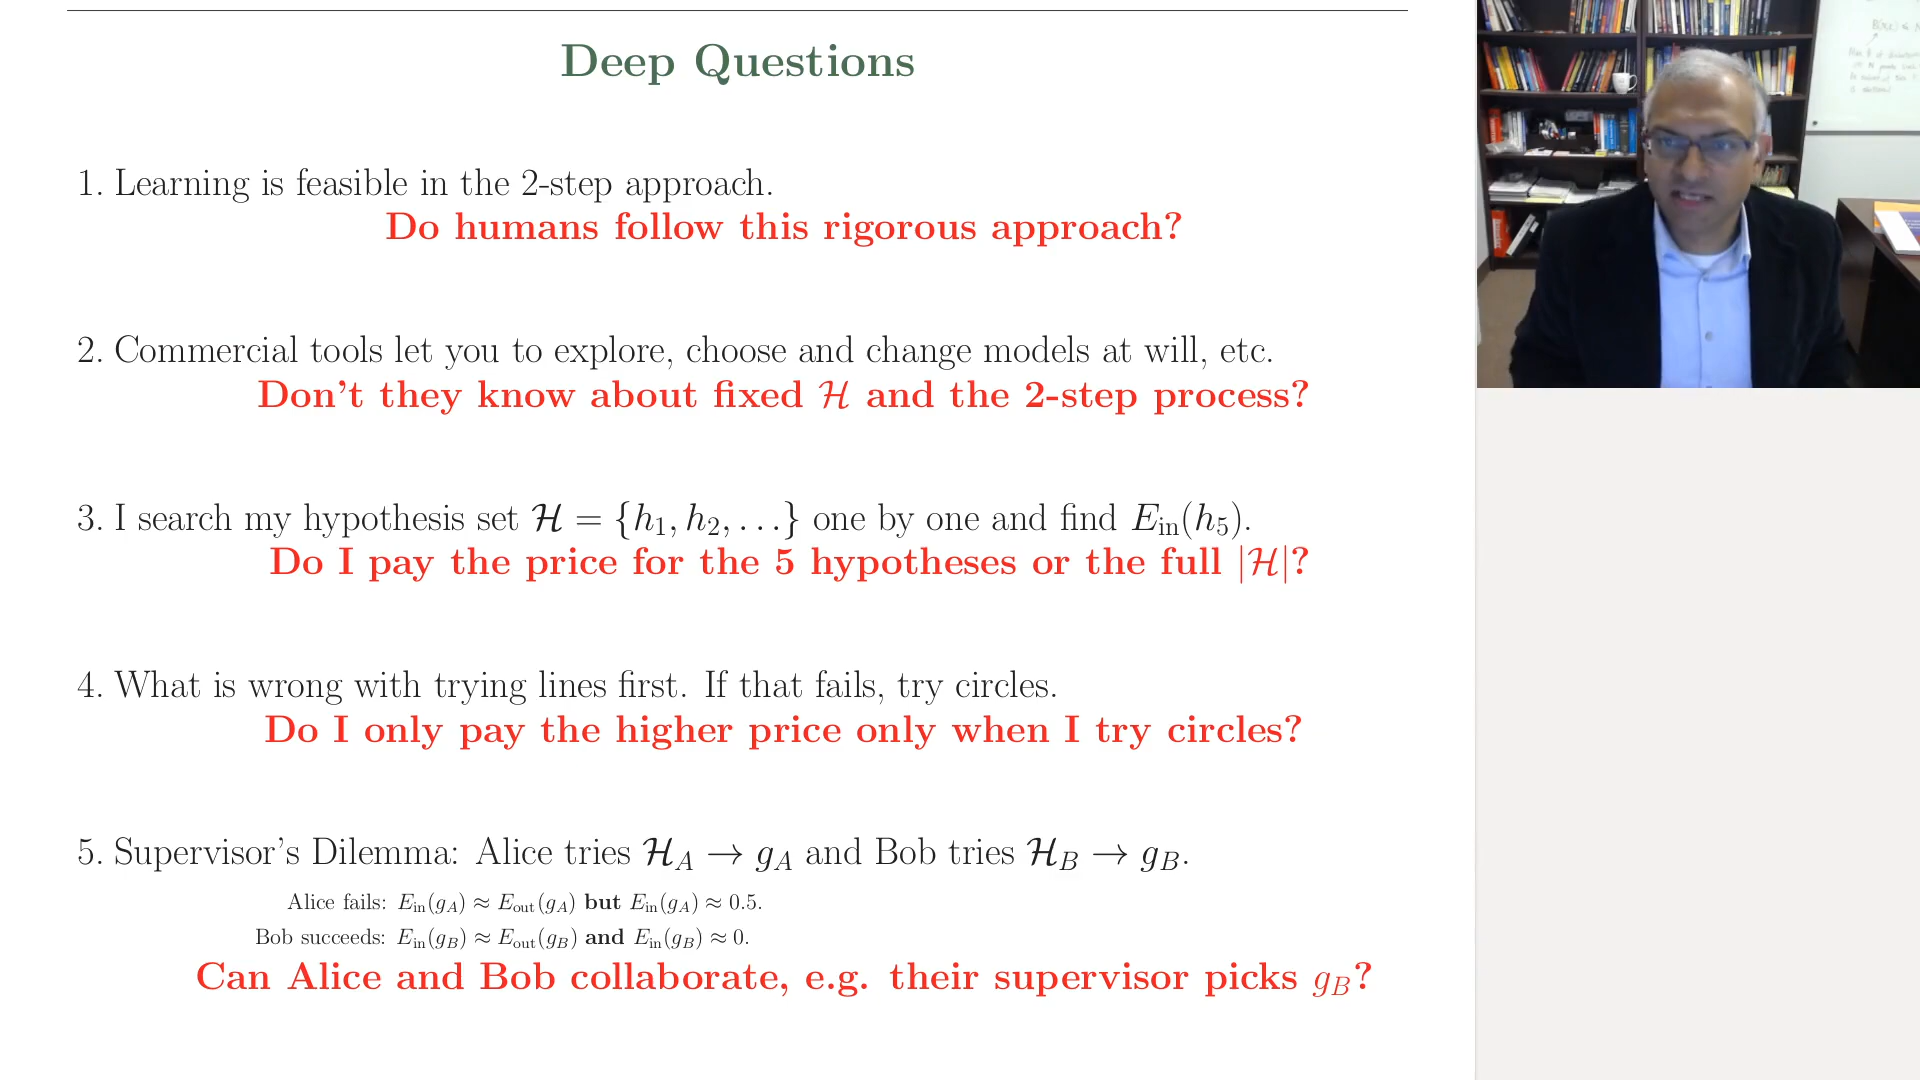 Deep Questions
1. Learning is feasible in the 2-step approach.
Do humans follow this rigorous approach?
2. Commercial tools let you to explore, choose and change models at will, etc.
Don't they know about fixed ℋ and the 2-step process?
3. I search my hypothesis set ℋ = {h₁, h₂, ...} one by one and find E_in(h₅).
Do I pay the price for the 5 hypotheses or the full |ℋ|?
4. What is wrong with trying lines first. If that fails, try circles.
Do I only pay the higher price only when I try circles?
5. Supervisor's Dilemma: Alice tries ℋ_A → g_A and Bob tries ℋ_B → g_B.
Alice fails: E_in(g_A) ≈ E_out(g_A) but E_in(g_A) ≈ 0.5.
Bob succeeds: E_in(g_B) ≈ E_out(g_B) and E_in(g_B) ≈ 0.
Can Alice and Bob collaborate, e.g. their supervisor picks g_B?